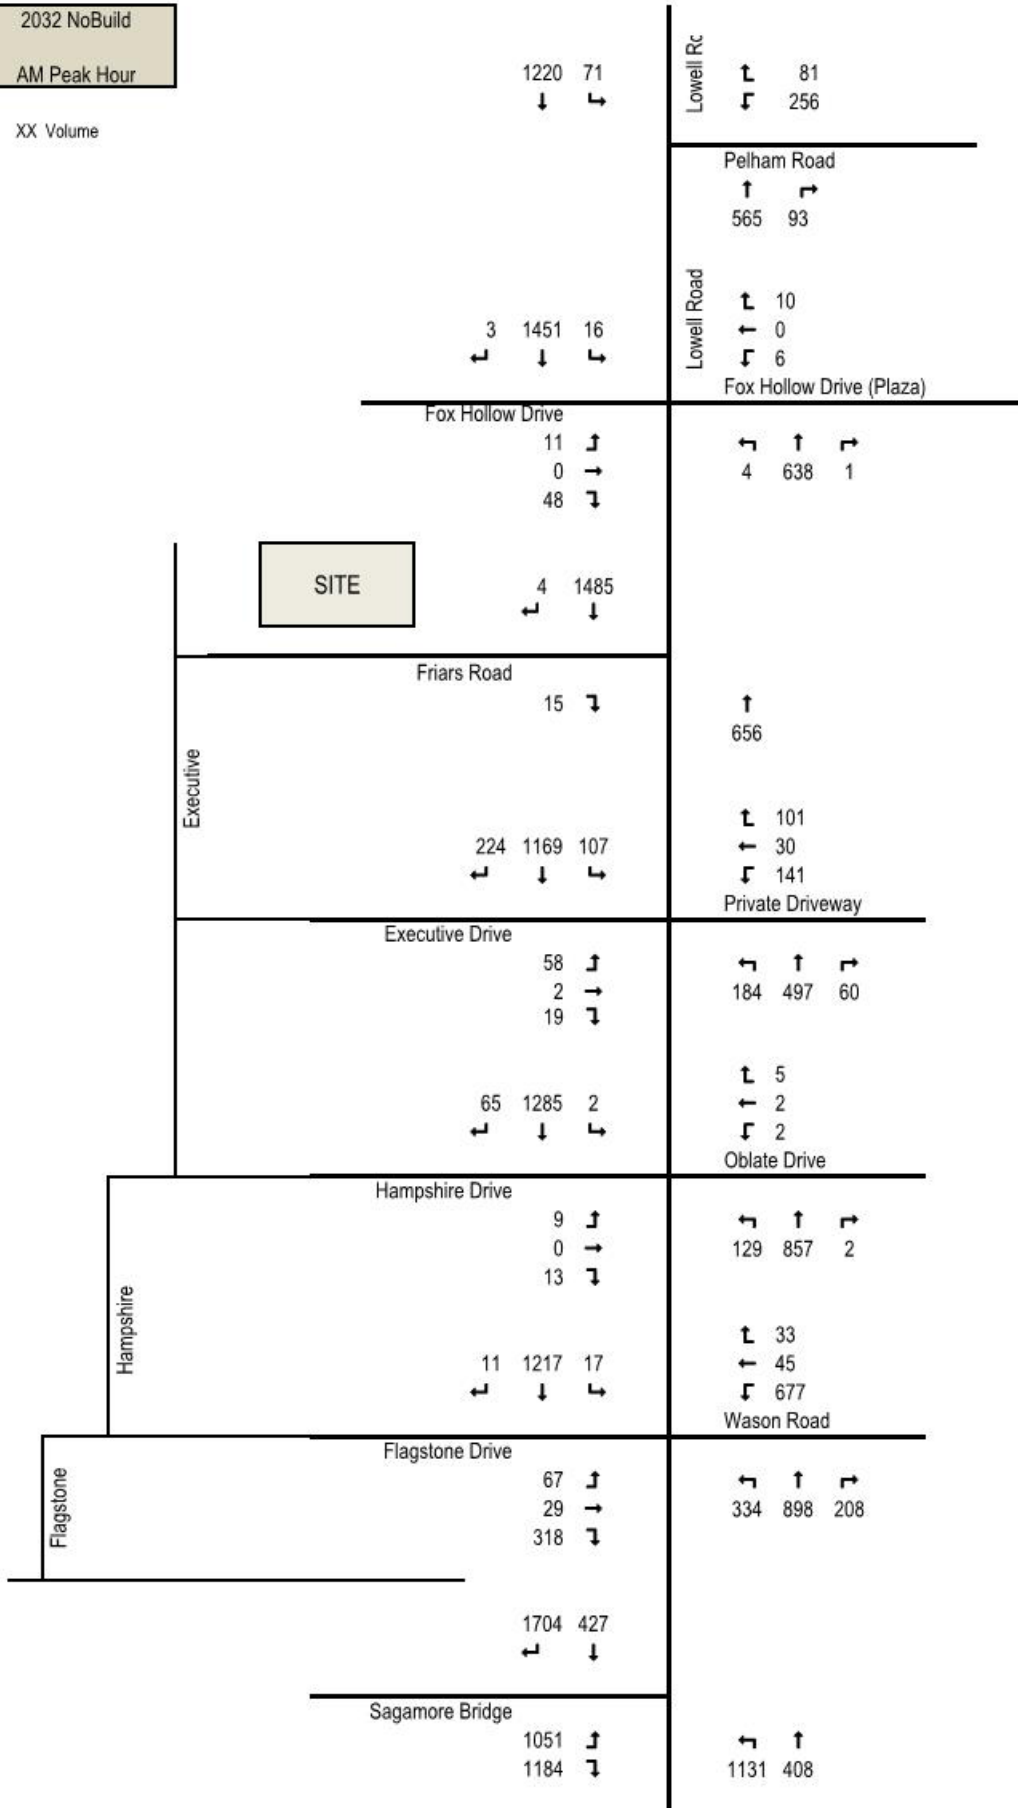 2032 NoBuild
AM Peak Hour
XX Volume
1220 71
Lowell Rc
81
256
Pelham Road
565 93
Lowell Road
10
0
6
3 1451 16
Fox Hollow Drive (Plaza)
Fox Hollow Drive
11
0
48
4 638 1
SITE
4 1485
Friars Road
15
656
Executive
101
30
141
224 1169 107
Private Driveway
Executive Drive
58
2
19
184 497 60
5
2
2
65 1285 2
Oblate Drive
Hampshire Drive
9
0
13
129 857 2
Hampshire
33
45
677
11 1217 17
Wason Road
Flagstone Drive
67
29
318
334 898 208
Flagstone
1704 427
Sagamore Bridge
1051
1184
1131 408